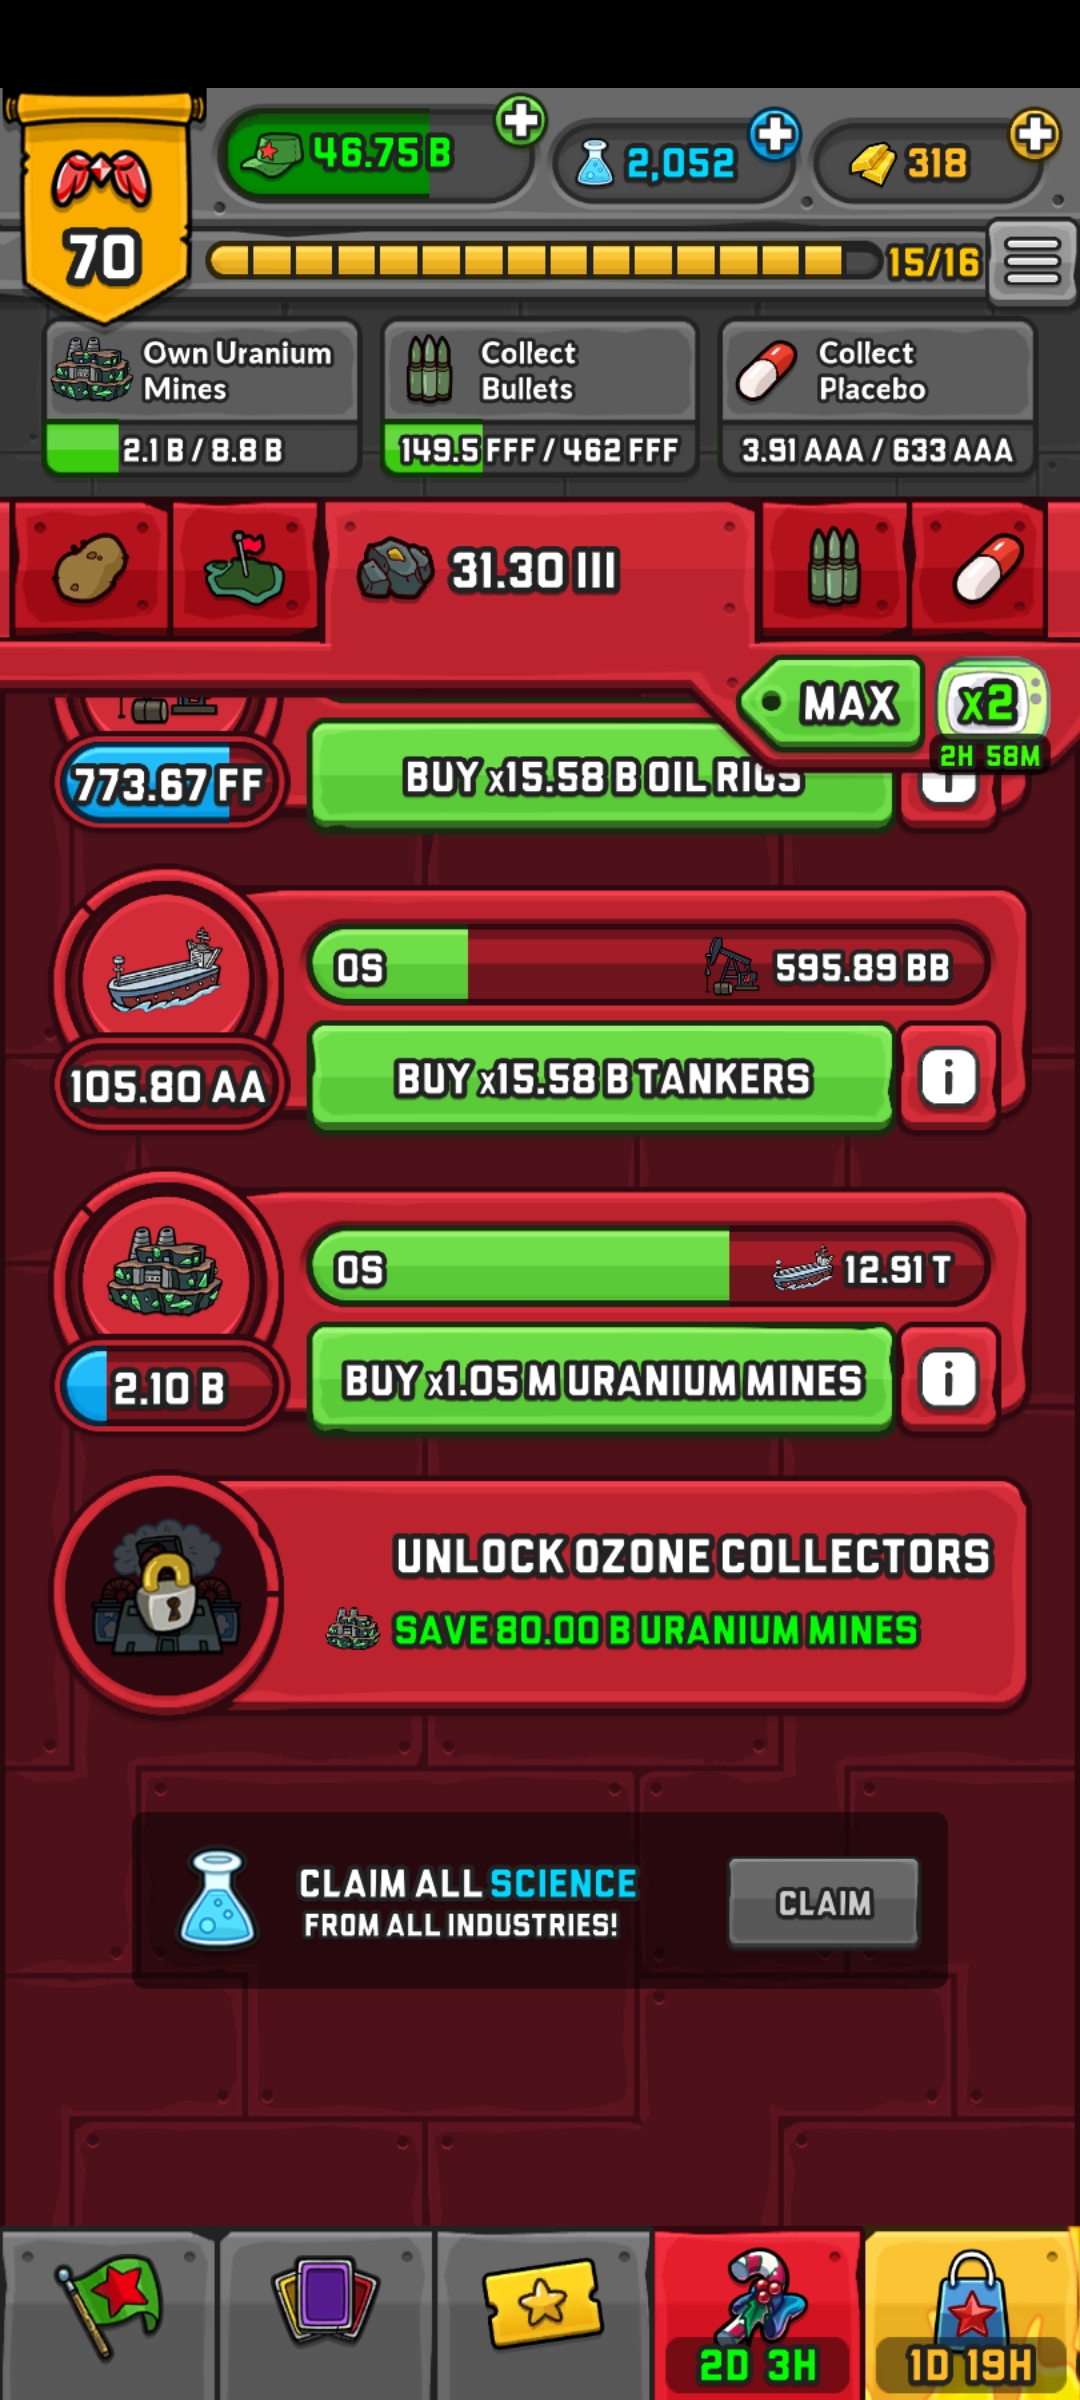 46.75 B
2,052
318
70
15/16
Own Uranium
Mines
2.1 B / 8.8 B
Collect
Bullets
149.5 FFF / 462 FFF
Collect
Placebo
3.91 AAA / 633 AAA
31.30 III
MAX
x2
2H 58M
773.67 FF
BUY x15.58 B OIL RIGS
i
0S
595.89 BB
105.80 AA
BUY x15.58 B TANKERS
i
0S
12.91 T
2.10 B
BUY x1.05 M URANIUM MINES
i
UNLOCK OZONE COLLECTORS
SAVE 80.00 B URANIUM MINES
CLAIM ALL SCIENCE
FROM ALL INDUSTRIES!
CLAIM
2D 3H
1D 19H